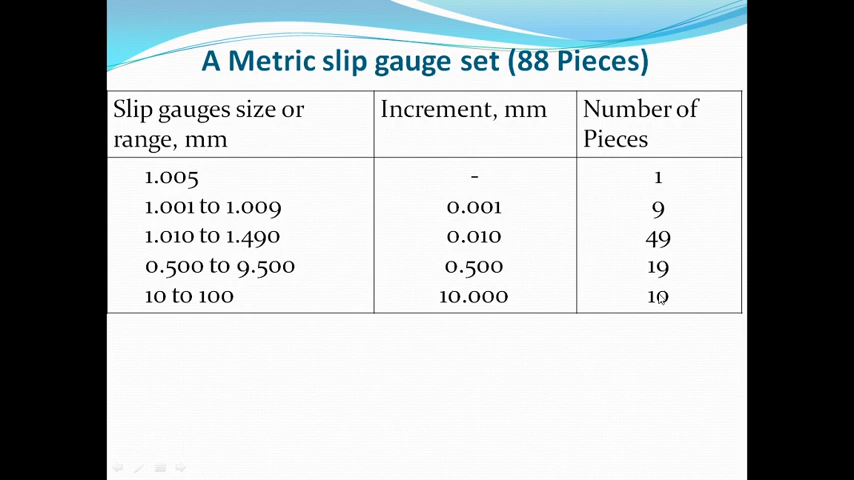 A Metric slip gauge set (88 Pieces)
Slip gauges size or range, mm Increment, mm Number of Pieces
1.005 - 1
1.001 to 1.009 0.001 9
1.010 to 1.490 0.010 49
0.500 to 9.500 0.500 19
10 to 100 10.000 10